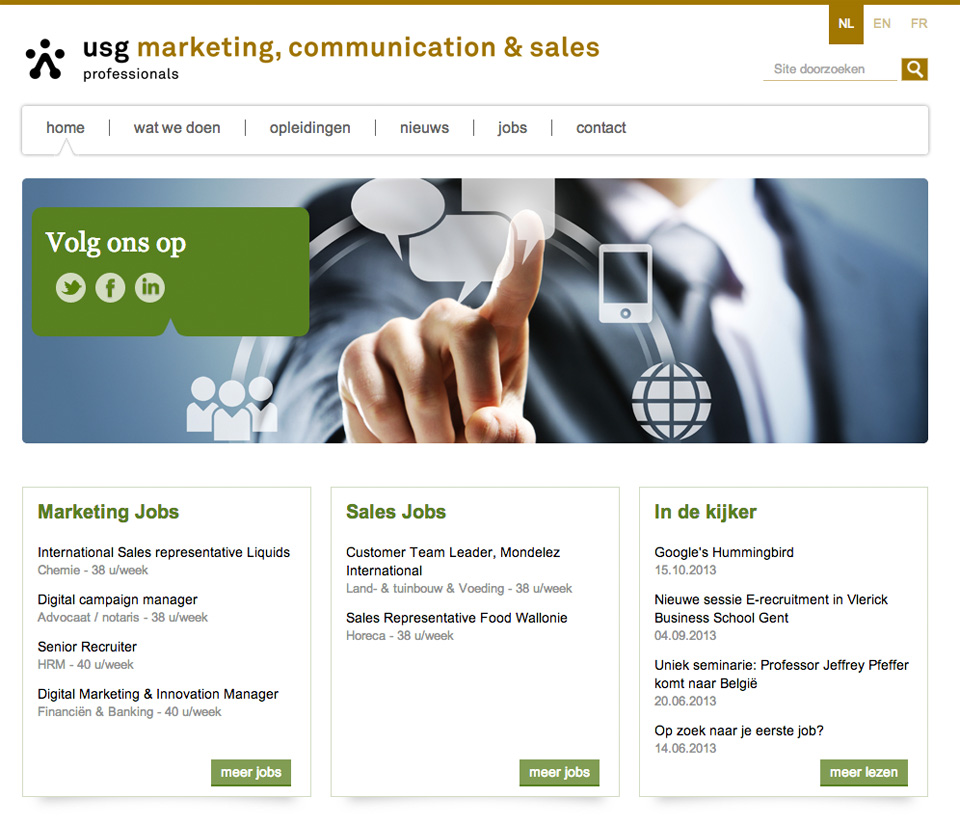 NL EN FR
usg marketing, communication & sales
professionals
Site doorzoeken
home wat we doen opleidingen nieuws jobs contact
Volg ons op
Marketing Jobs
International Sales representative Liquids
Chemie - 38 u/week
Digital campaign manager
Advocaat / notaris - 38 u/week
Senior Recruiter
HRM - 40 u/week
Digital Marketing & Innovation Manager
Financiën & Banking - 40 u/week
meer jobs
Sales Jobs
Customer Team Leader, Mondelez
International
Land- & tuinbouw & Voeding - 38 u/week
Sales Representative Food Wallonie
Horeca - 38 u/week
meer jobs
In de kijker
Google's Hummingbird
15.10.2013
Nieuwe sessie E-recruitment in Vlerick
Business School Gent
04.09.2013
Uniek seminarie: Professor Jeffrey Pfeffer
komt naar België
20.06.2013
Op zoek naar je eerste job?
14.06.2013
meer lezen